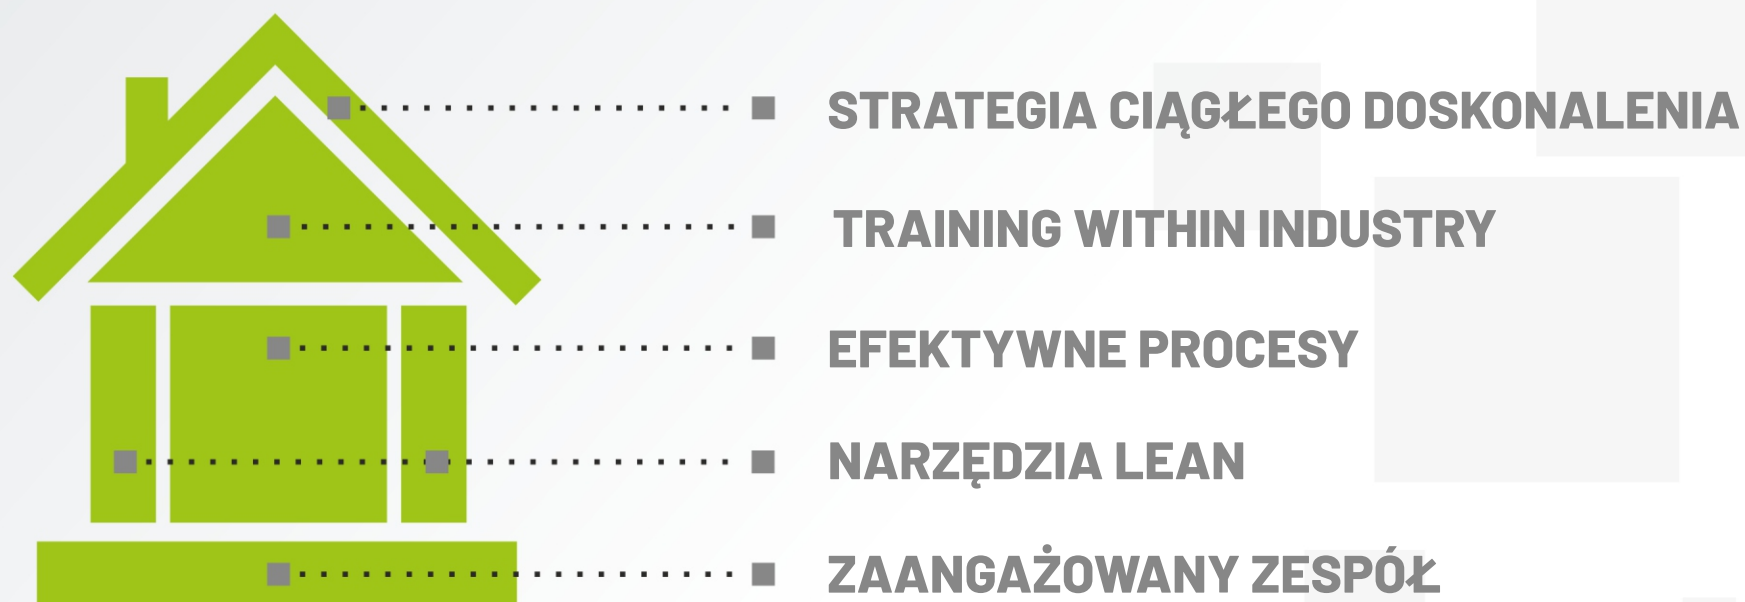 STRATEGIA CIĄGŁEGO DOSKONALENIA
TRAINING WITHIN INDUSTRY
EFEKTYWNE PROCESY
NARZĘDZIA LEAN
ZAANGAŻOWANY ZESPÓŁ